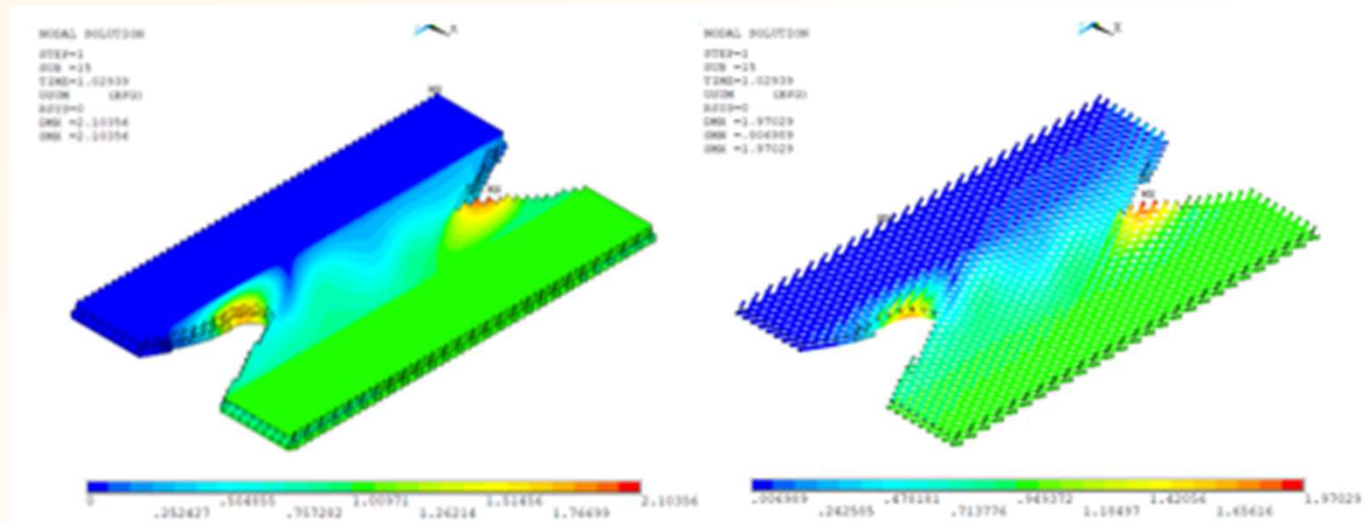 NODAL SOLUTION
STEP=1
SUB =15
TIME=1.02939
USUM (AVG)
RSYS=0
DMX =2.10356
SMX =2.10356
X
MX
0 .504855 1.00971 1.51456 2.10356
.252427 .757282 1.26214 1.76699
NODAL SOLUTION
STEP=1
SUB =15
TIME=1.02939
USUM (AVG)
RSYS=0
DMX =1.97029
SMN =.006989
SMX =1.97029
X
MX
.006989 .478181 .949372 1.42056 1.97029
.242585 .713776 1.18497 1.65616